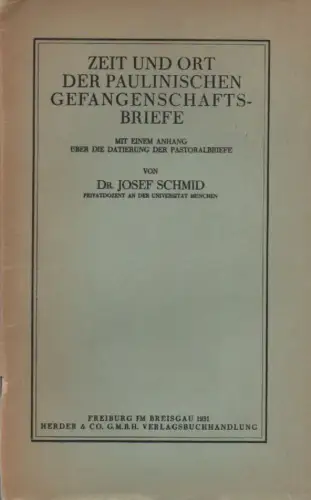 ZEIT UND ORT
DER PAULINISCHEN
GEFANGENSCHAFTS-
BRIEFE
MIT EINEM ANHANG
ÜBER DIE DATIERUNG DER PASTORALBRIEFE
VON
DR. JOSEF SCHMID
PRIVATDOZENT AN DER UNIVERSITÄT MÜNCHEN
FREIBURG IM BREISGAU 1931
HERDER & CO. G.M.B.H. VERLAGSBUCHHANDLUNG